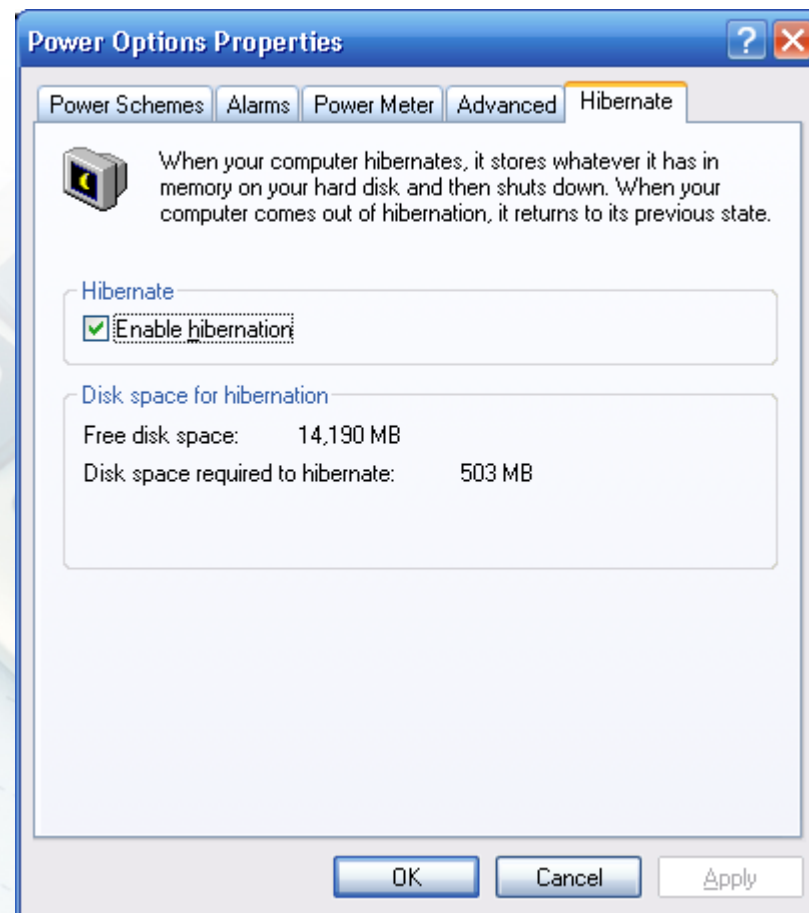 Power Options Properties
Power Schemes Alarms Power Meter Advanced Hibernate
When your computer hibernates, it stores whatever it has in
memory on your hard disk and then shuts down. When your
computer comes out of hibernation, it returns to its previous state.
Hibernate
Enable hibernation
Disk space for hibernation
Free disk space: 14,190 MB
Disk space required to hibernate: 503 MB
OK Cancel Apply